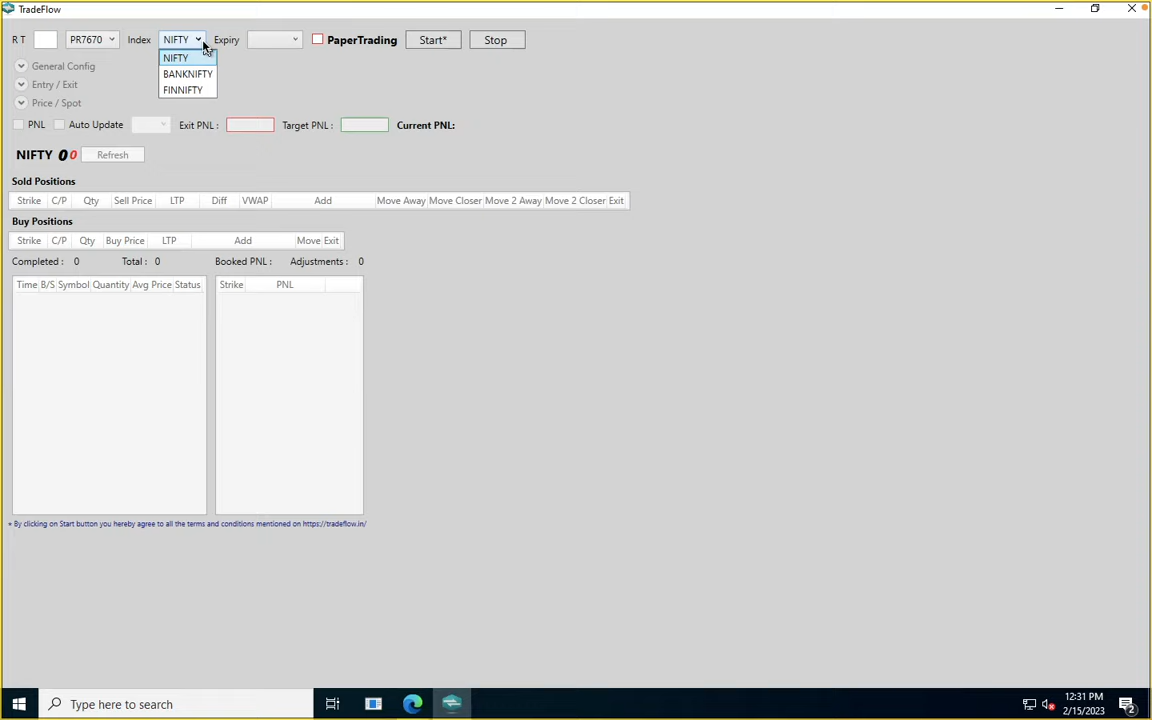 TradeFlow
R T PR7670 Index NIFTY Expiry PaperTrading Start* Stop
NIFTY
BANKNIFTY
FINNIFTY
General Config
Entry / Exit
Price / Spot
PNL Auto Update Exit PNL : Target PNL : Current PNL:
NIFTY 0 0 Refresh
Sold Positions
Strike C/P Qty Sell Price LTP Diff VWAP Add Move Away Move Closer Move 2 Away Move 2 Closer Exit
Buy Positions
Strike C/P Qty Buy Price LTP Add Move Exit
Completed : 0 Total : 0 Booked PNL : Adjustments : 0
Time B/S Symbol Quantity Avg Price Status Strike PNL
* By clicking on Start button you hereby agree to all the terms and conditions mentioned on https://tradeflow.in/
Type here to search
12:31 PM
2/15/2023
2